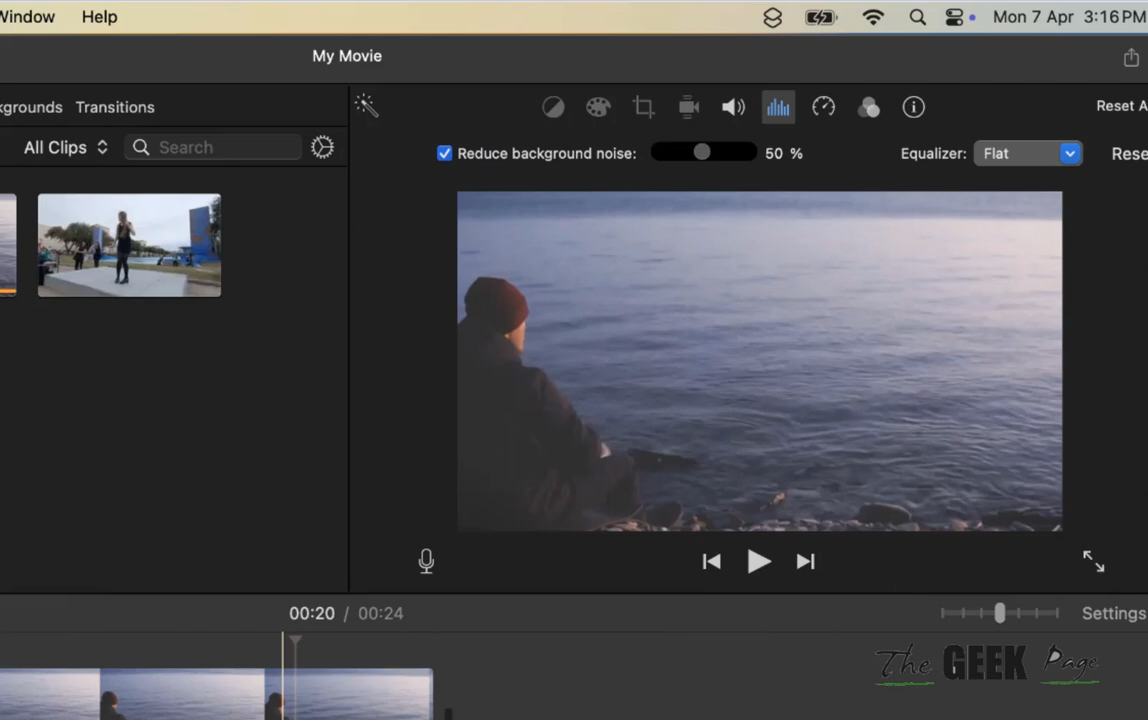 Window Help Mon 7 Apr 3:16 PM
My Movie
kgrounds Transitions Reset A
All Clips Search Reduce background noise: 50 % Equalizer: Flat Rese
00:20 / 00:24 Settings
The GEEK Page